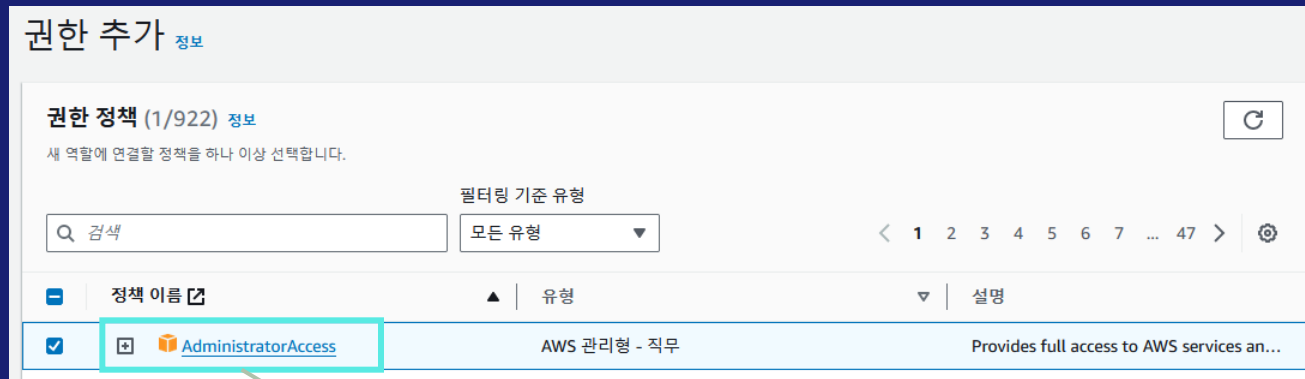 권한 추가 정보
권한 정책 (1/922) 정보
새 역할에 연결할 정책을 하나 이상 선택합니다.
필터링 기준 유형
검색 모든 유형 1 2 3 4 5 6 7 ... 47
정책 이름 유형 설명
AdministratorAccess AWS 관리형 - 직무 Provides full access to AWS services an...